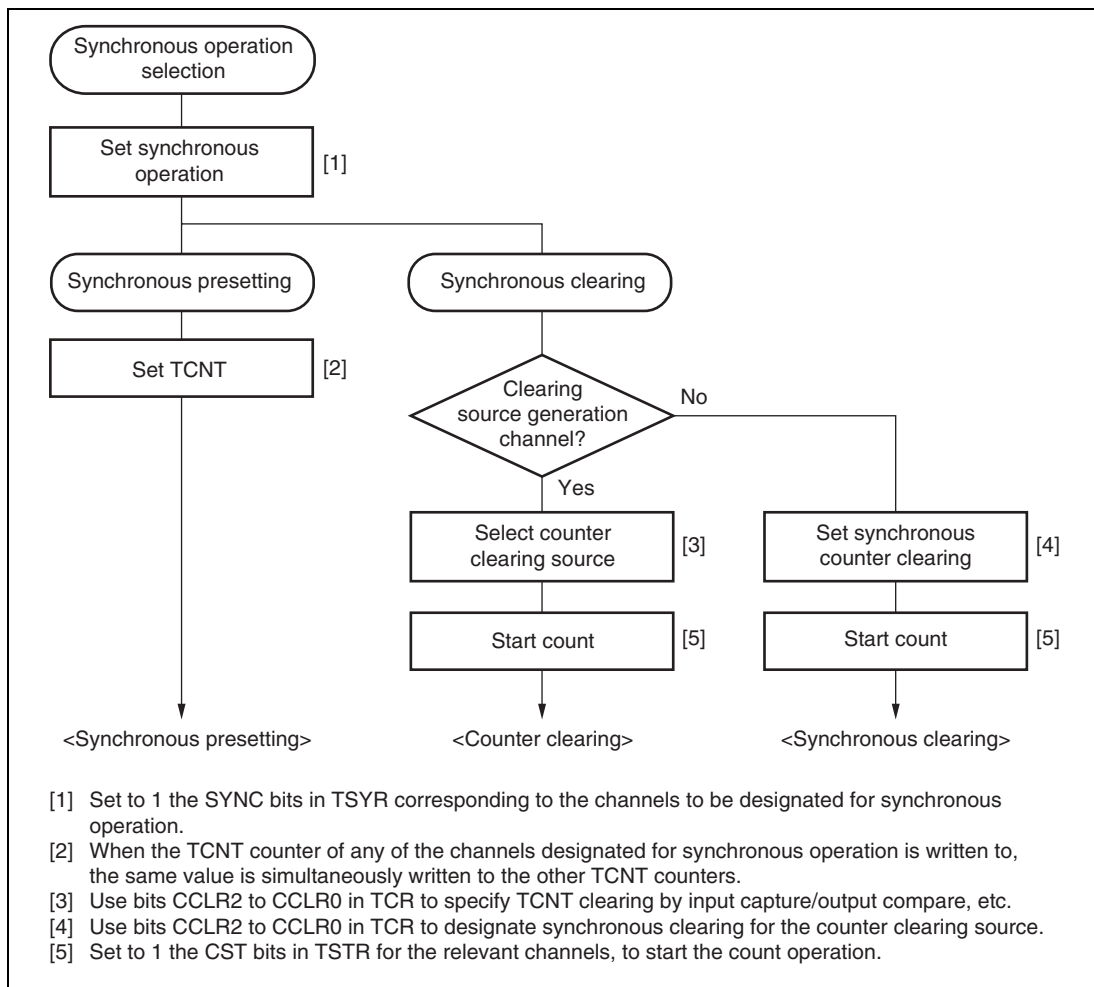 Synchronous operation
selection
Set synchronous
operation
[1]
Synchronous presetting
Synchronous clearing
Set TCNT
[2]
Clearing
source generation
channel?
No
Yes
Select counter
clearing source
[3]
Set synchronous
counter clearing
[4]
Start count
[5]
Start count
[5]
<Synchronous presetting>
<Counter clearing>
<Synchronous clearing>
[1] Set to 1 the SYNC bits in TSYR corresponding to the channels to be designated for synchronous
operation.
[2] When the TCNT counter of any of the channels designated for synchronous operation is written to,
the same value is simultaneously written to the other TCNT counters.
[3] Use bits CCLR2 to CCLR0 in TCR to specify TCNT clearing by input capture/output compare, etc.
[4] Use bits CCLR2 to CCLR0 in TCR to designate synchronous clearing for the counter clearing source.
[5] Set to 1 the CST bits in TSTR for the relevant channels, to start the count operation.